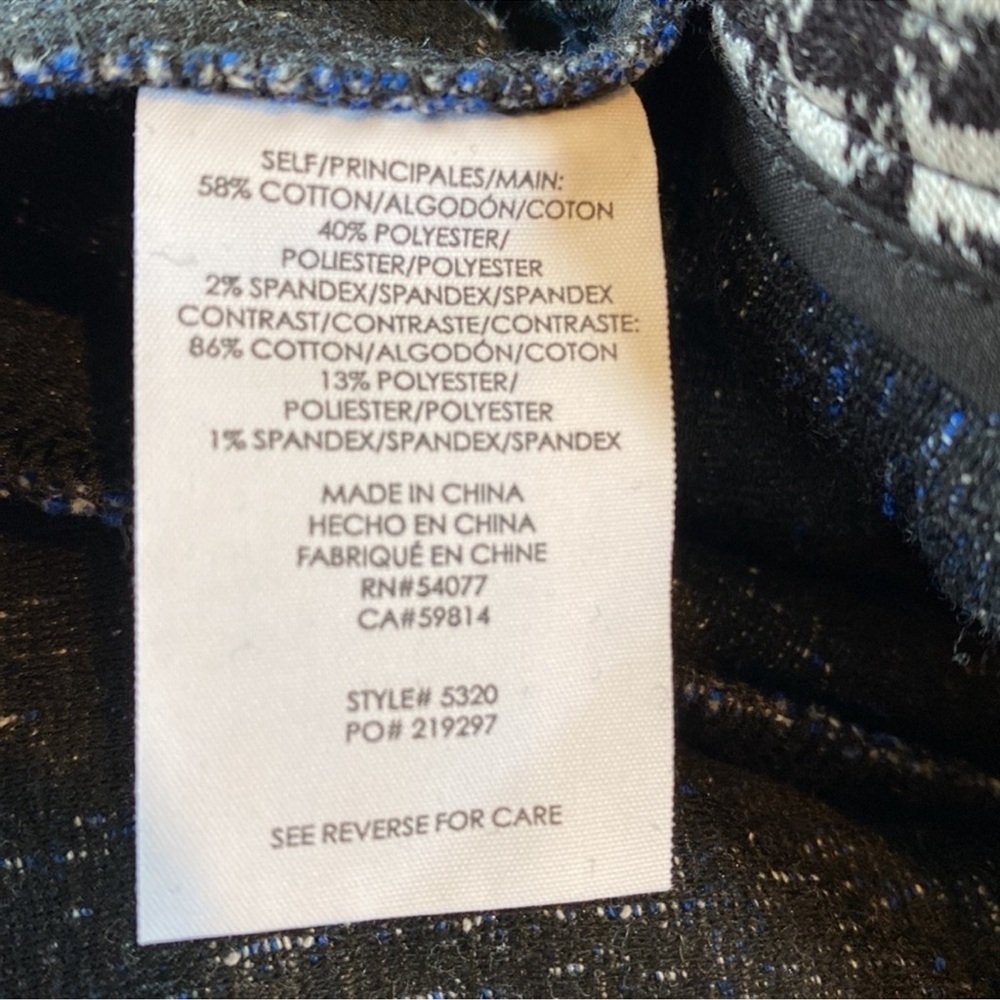 SELF/PRINCIPALES/MAIN:
58% COTTON/ALGODÓN/COTON
40% POLYESTER/
POLIESTER/POLYESTER
2% SPANDEX/SPANDEX/SPANDEX
CONTRAST/CONTRASTE/CONTRASTE:
86% COTTON/ALGODÓN/COTON
13% POLYESTER/
POLIESTER/POLYESTER
1% SPANDEX/SPANDEX/SPANDEX
MADE IN CHINA
HECHO EN CHINA
FABRIQUÉ EN CHINE
RN#54077
CA#59814
STYLE# 5320
PO# 219297
SEE REVERSE FOR CARE